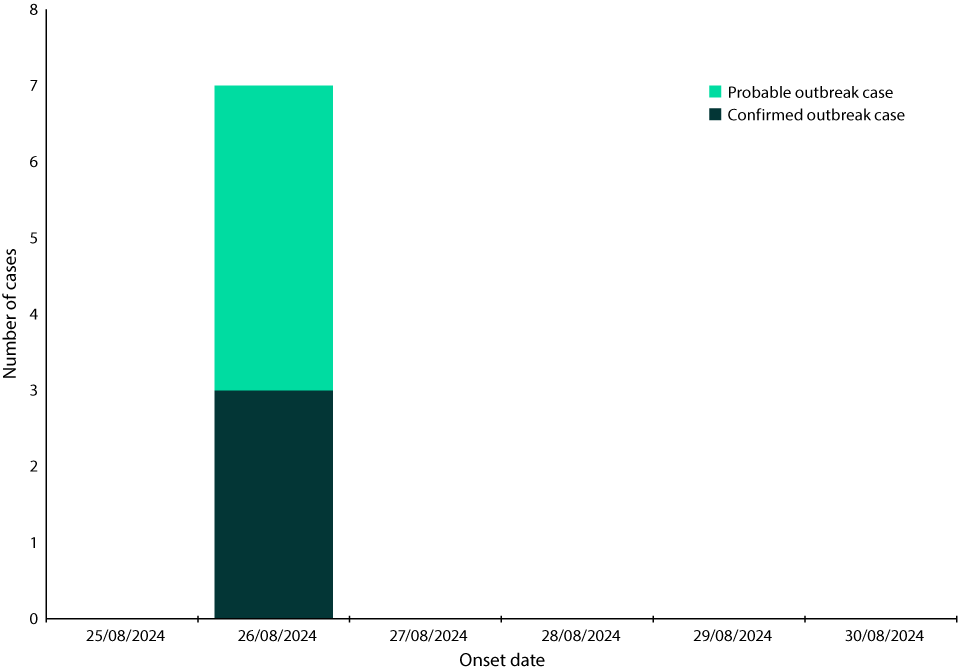 8
7
6
5
4
3
2
1
0
Number of cases
Probable outbreak case
Confirmed outbreak case
25/08/2024 26/08/2024 27/08/2024 28/08/2024 29/08/2024 30/08/2024
Onset date